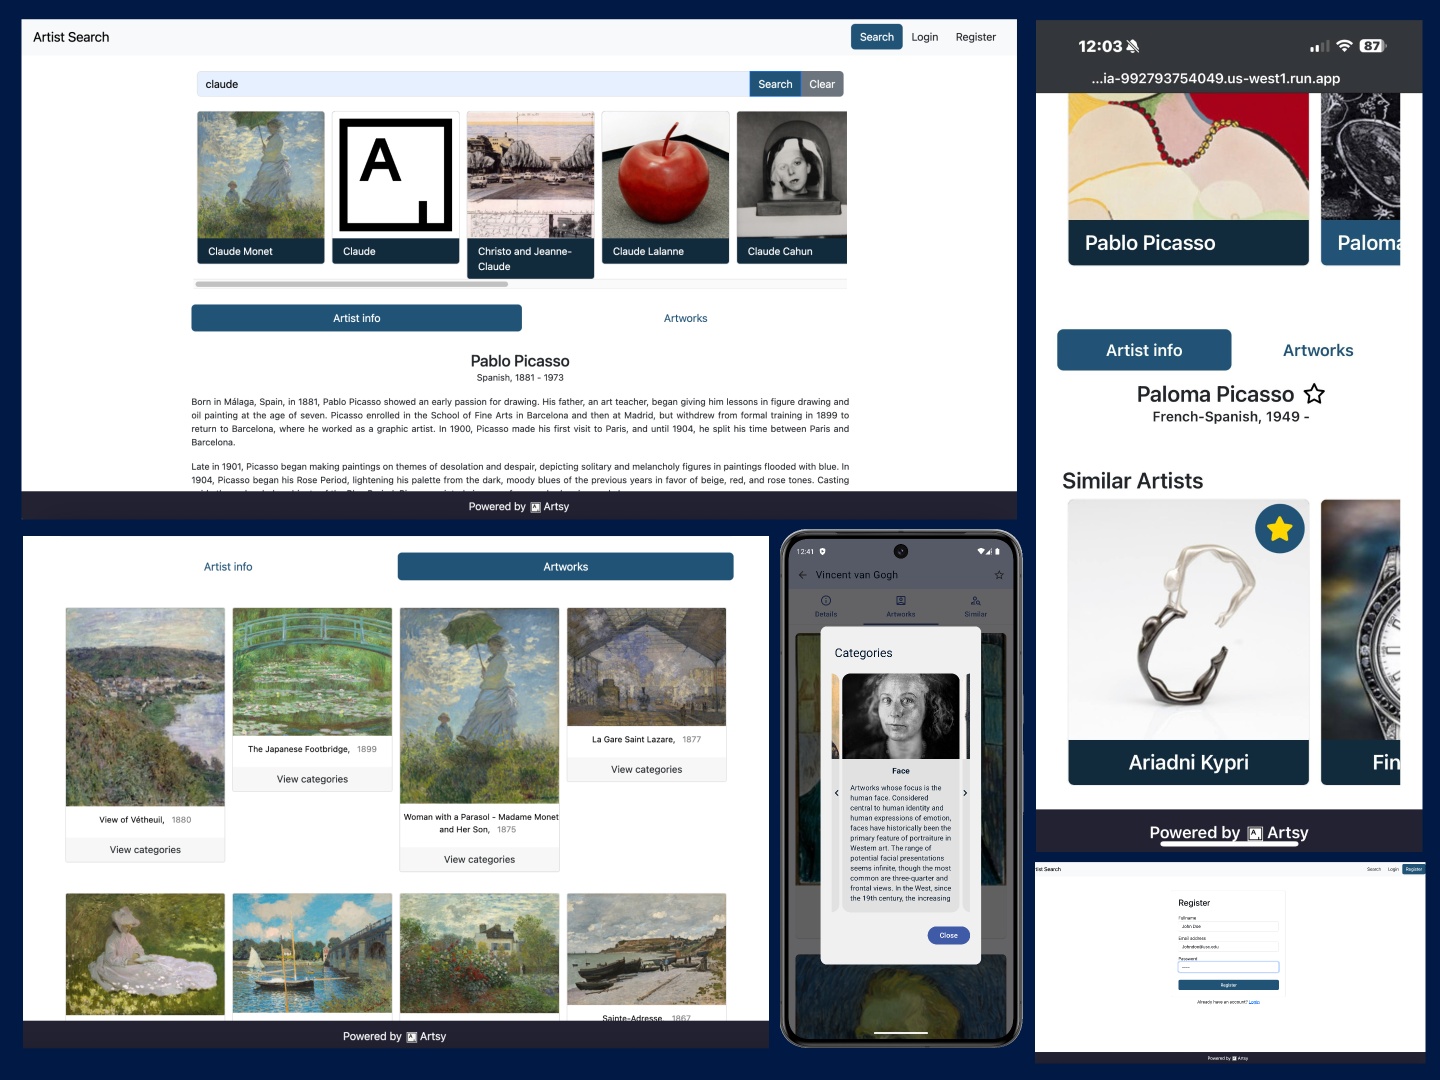 Artist Search
Search Login Register
claude
Search Clear
A
Claude Monet
Claude
Christo and Jeanne-
Claude
Claude Lalanne
Claude Cahun
Artist info
Artworks
Pablo Picasso
Spanish, 1881 - 1973
Born in Málaga, Spain, in 1881, Pablo Picasso showed an early passion for drawing. His father, an art teacher, began giving him lessons in figure drawing and
oil painting at the age of seven. Picasso enrolled in the School of Fine Arts in Barcelona and then at Madrid, but withdrew from formal training in 1899 to
return to Barcelona, where he worked as a graphic artist. In 1900, Picasso made his first visit to Paris, and until 1904, he split his time between Paris and
Barcelona.
Late in 1901, Picasso began making paintings on themes of desolation and despair, depicting solitary and melancholy figures in paintings flooded with blue. In
1904, Picasso began his Rose Period, lightening his palette from the dark, moody blues of the previous years in favor of beige, red, and rose tones. Casting
Powered by Artsy
12:03
87
...ia-992793754049.us-west1.run.app
Pablo Picasso
Paloma
Artist info
Artworks
Paloma Picasso
French-Spanish, 1949 -
Similar Artists
Ariadni Kypri
Fin
Powered by Artsy
Artist info
Artworks
View of Vétheuil, 1880
View categories
The Japanese Footbridge, 1899
View categories
Woman with a Parasol - Madame Monet
and Her Son, 1875
View categories
La Gare Saint Lazare, 1877
View categories
Sainte-Adresse, 1867
Powered by Artsy
12:41
Vincent van Gogh
Details
Artworks
Similar
Categories
Face
Artworks whose focus is the
human face. Considered
central to human identity and
human expressions of emotion,
faces have historically been the
primary feature of portraiture in
Western art. The range of
potential facial presentations
seems infinite, though the most
common are three-quarter and
frontal views. In the West, since
the 19th century, the increasing
Close
tist Search
Search Login Register
Register
Fullname
John Doe
Email address
Johndoe@usc.edu
Password
Register
Already have an account? Login
Powered by Artsy